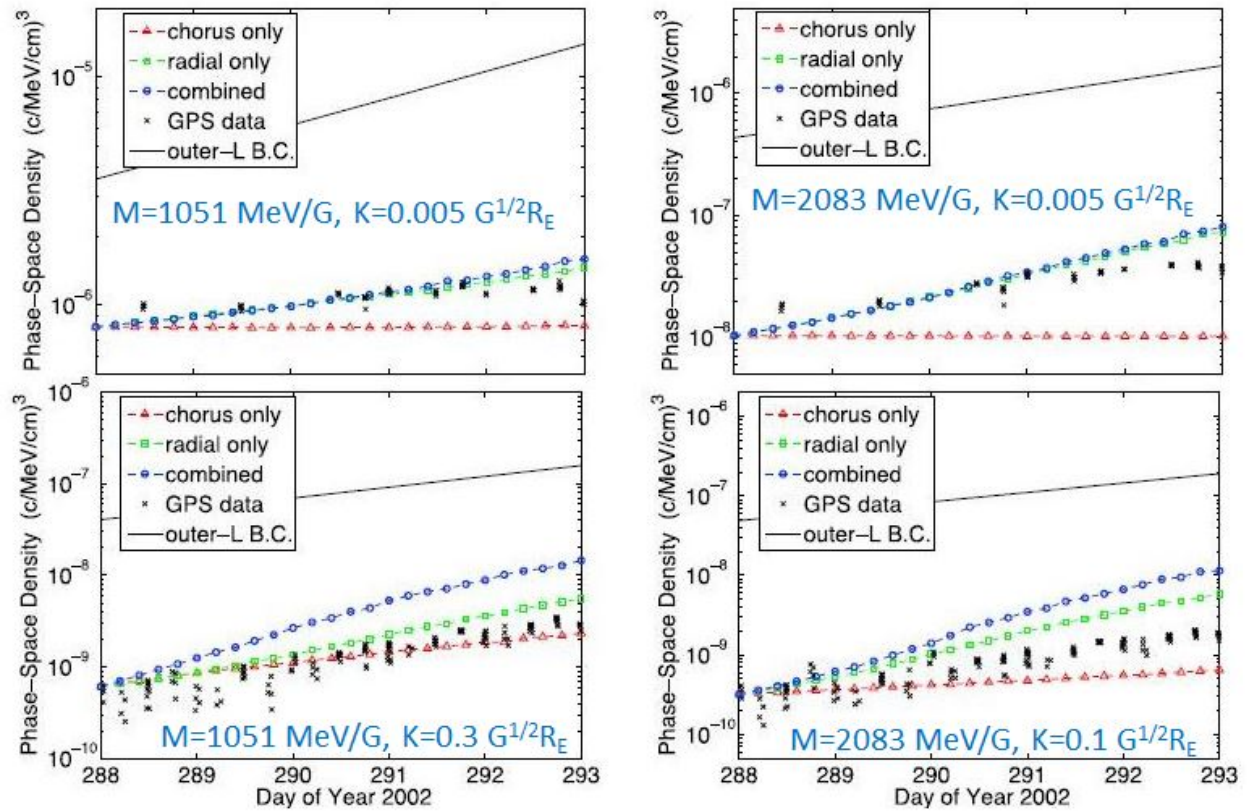 Phase–Space Density (c/MeV/cm)³
10⁻⁵
10⁻⁶
chorus only
radial only
combined
GPS data
outer–L B.C.
M=1051 MeV/G, K=0.005 G^1/2R_E
Phase–Space Density (c/MeV/cm)³
10⁻⁶
10⁻⁷
10⁻⁸
chorus only
radial only
combined
GPS data
outer–L B.C.
M=2083 MeV/G, K=0.005 G^1/2R_E
Phase–Space Density (c/MeV/cm)³
10⁻⁶
10⁻⁷
10⁻⁸
10⁻⁹
10⁻¹⁰
chorus only
radial only
combined
GPS data
outer–L B.C.
M=1051 MeV/G, K=0.3 G^1/2R_E
288 289 290 291 292 293
Day of Year 2002
Phase–Space Density (c/MeV/cm)³
10⁻⁶
10⁻⁷
10⁻⁸
10⁻⁹
10⁻¹⁰
chorus only
radial only
combined
GPS data
outer–L B.C.
M=2083 MeV/G, K=0.1 G^1/2R_E
288 289 290 291 292 293
Day of Year 2002